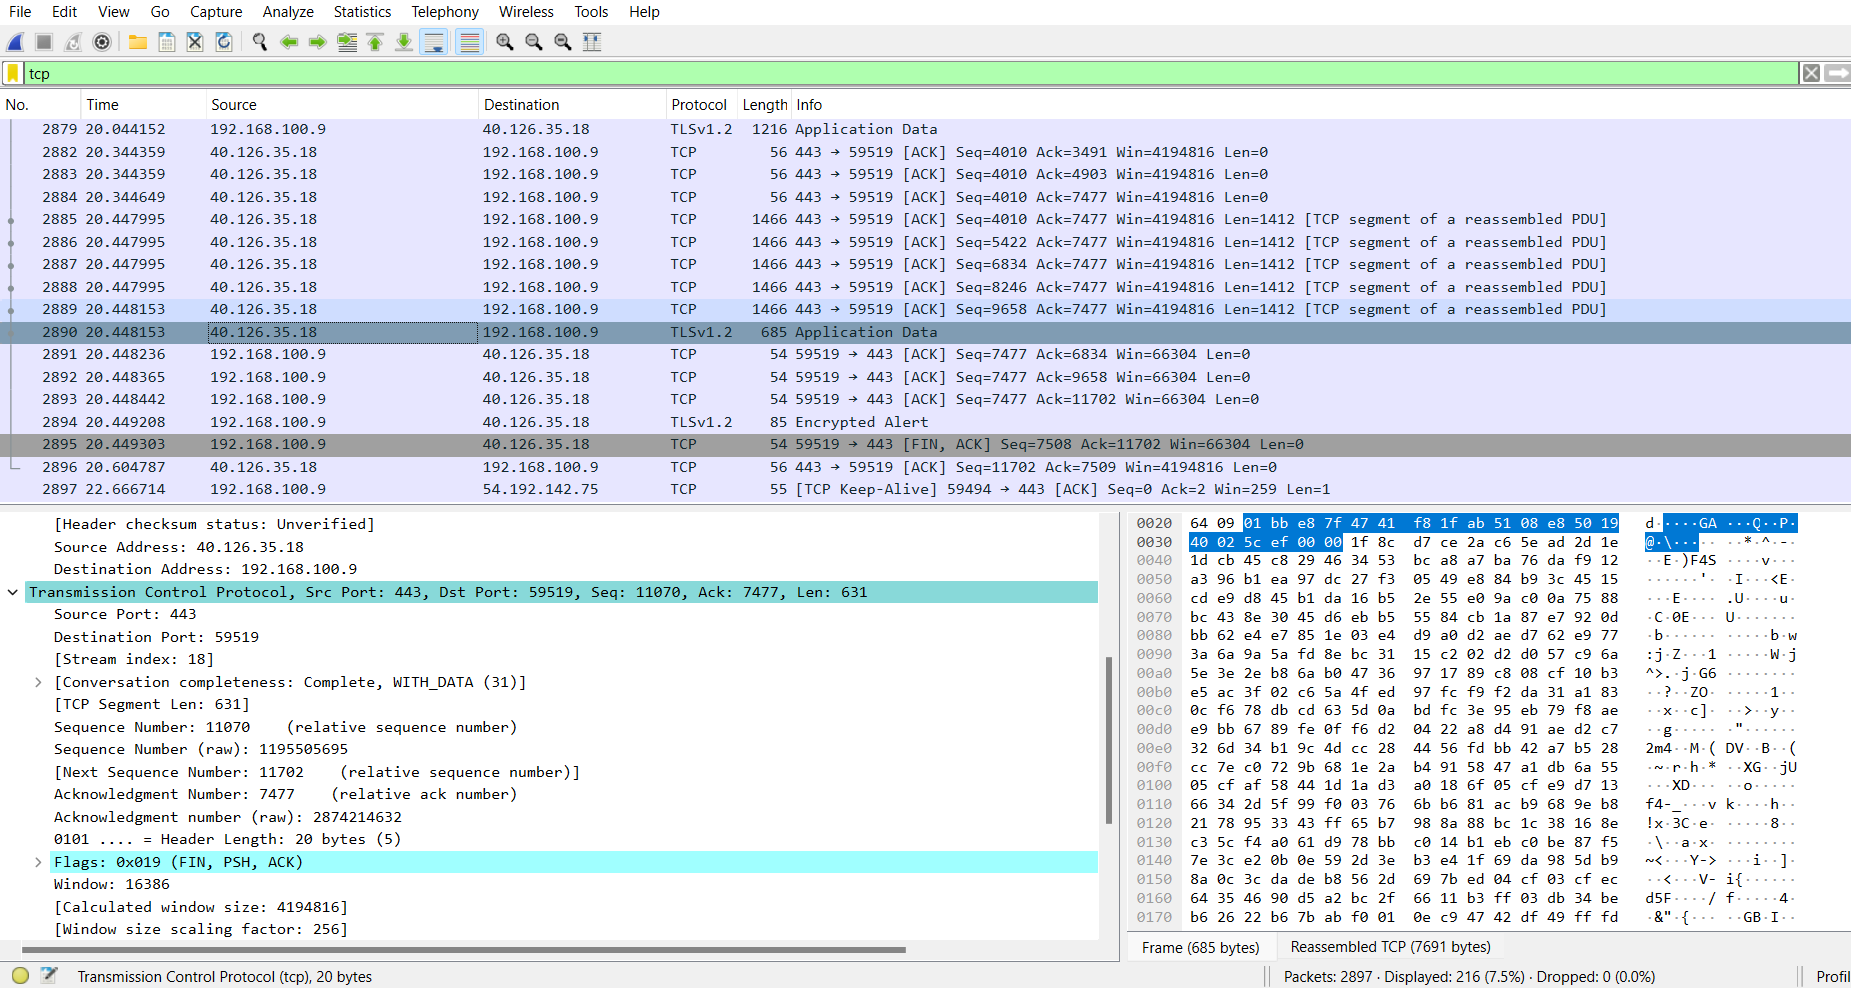 File Edit View Go Capture Analyze Statistics Telephony Wireless Tools Help
tcp
No. Time Source Destination Protocol Length Info
2879 20.044152 192.168.100.9 40.126.35.18 TLSv1.2 1216 Application Data
2882 20.344359 40.126.35.18 192.168.100.9 TCP 56 443 → 59519 [ACK] Seq=4010 Ack=3491 Win=4194816 Len=0
2883 20.344359 40.126.35.18 192.168.100.9 TCP 56 443 → 59519 [ACK] Seq=4010 Ack=4903 Win=4194816 Len=0
2884 20.344649 40.126.35.18 192.168.100.9 TCP 56 443 → 59519 [ACK] Seq=4010 Ack=7477 Win=4194816 Len=0
2885 20.447995 40.126.35.18 192.168.100.9 TCP 1466 443 → 59519 [ACK] Seq=4010 Ack=7477 Win=4194816 Len=1412 [TCP segment of a reassembled PDU]
2886 20.447995 40.126.35.18 192.168.100.9 TCP 1466 443 → 59519 [ACK] Seq=5422 Ack=7477 Win=4194816 Len=1412 [TCP segment of a reassembled PDU]
2887 20.447995 40.126.35.18 192.168.100.9 TCP 1466 443 → 59519 [ACK] Seq=6834 Ack=7477 Win=4194816 Len=1412 [TCP segment of a reassembled PDU]
2888 20.447995 40.126.35.18 192.168.100.9 TCP 1466 443 → 59519 [ACK] Seq=8246 Ack=7477 Win=4194816 Len=1412 [TCP segment of a reassembled PDU]
2889 20.448153 40.126.35.18 192.168.100.9 TCP 1466 443 → 59519 [ACK] Seq=9658 Ack=7477 Win=4194816 Len=1412 [TCP segment of a reassembled PDU]
2890 20.448153 40.126.35.18 192.168.100.9 TLSv1.2 685 Application Data
2891 20.448236 192.168.100.9 40.126.35.18 TCP 54 59519 → 443 [ACK] Seq=7477 Ack=6834 Win=66304 Len=0
2892 20.448365 192.168.100.9 40.126.35.18 TCP 54 59519 → 443 [ACK] Seq=7477 Ack=9658 Win=66304 Len=0
2893 20.448442 192.168.100.9 40.126.35.18 TCP 54 59519 → 443 [ACK] Seq=7477 Ack=11702 Win=66304 Len=0
2894 20.449208 192.168.100.9 40.126.35.18 TLSv1.2 85 Encrypted Alert
2895 20.449303 192.168.100.9 40.126.35.18 TCP 54 59519 → 443 [FIN, ACK] Seq=7508 Ack=11702 Win=66304 Len=0
2896 20.604787 40.126.35.18 192.168.100.9 TCP 56 443 → 59519 [ACK] Seq=11702 Ack=7509 Win=4194816 Len=0
2897 22.666714 192.168.100.9 54.192.142.75 TCP 55 [TCP Keep-Alive] 59494 → 443 [ACK] Seq=0 Ack=2 Win=259 Len=1
[Header checksum status: Unverified]
Source Address: 40.126.35.18
Destination Address: 192.168.100.9
Transmission Control Protocol, Src Port: 443, Dst Port: 59519, Seq: 11070, Ack: 7477, Len: 631
Source Port: 443
Destination Port: 59519
[Stream index: 18]
[Conversation completeness: Complete, WITH_DATA (31)]
[TCP Segment Len: 631]
Sequence Number: 11070 (relative sequence number)
Sequence Number (raw): 1195505695
[Next Sequence Number: 11702 (relative sequence number)]
Acknowledgment Number: 7477 (relative ack number)
Acknowledgment number (raw): 2874214632
0101 .... = Header Length: 20 bytes (5)
Flags: 0x019 (FIN, PSH, ACK)
Window: 16386
[Calculated window size: 4194816]
[Window size scaling factor: 256]
0020 64 09 01 bb e8 7f 47 41 f8 1f ab 51 08 e8 50 19 d·····GA ···Q··P·
0030 40 02 5c ef 00 00 1f 8c d7 ce 2a c6 5e ad 2d 1e @·\····· ··*·^·-·
0040 1d cb 45 c8 29 46 34 53 bc a8 a7 ba 76 da f9 12 ··E·)F4S ····v···
0050 a3 96 b1 ea 97 dc 27 f3 05 49 e8 84 b9 3c 45 15 ······'· ·I···<E·
0060 cd e9 d8 45 b1 da 16 b5 2e 55 e0 9a c0 0a 75 88 ···E···· .U····u·
0070 bc 43 8e 30 45 d6 eb b5 55 84 cb 1a 87 e7 92 0d ·C·0E··· U·······
0080 bb 62 e4 e7 85 1e 03 e4 d9 a0 d2 ae d7 62 e9 77 ·b······ ·····b·w
0090 3a 6a 9a 5a fd 8e bc 31 15 c2 02 d2 d0 57 c9 6a :j·Z···1 ·····W·j
00a0 5e 3e 2e b8 6a b0 47 36 97 17 89 c8 08 cf 10 b3 ^>.·j·G6 ········
00b0 e5 ac 3f 02 c6 5a 4f ed 97 fc f9 f2 da 31 a1 83 ··?··ZO· ·····1··
00c0 0c f6 78 db cd 63 5d 0a bd fc 3e 95 eb 79 f8 ae ··x··c]· ··>··y··
00d0 e9 bb 67 89 fe 0f f6 d2 04 22 a8 d4 91 ae d2 c7 ··g····· ·"······
00e0 32 6d 34 b1 9c 4d cc 28 44 56 fd bb 42 a7 b5 28 2m4··M·( DV··B··(
00f0 cc 7e c0 72 9b 68 1e 2a b4 91 58 47 a1 db 6a 55 ·~·r·h·* ··XG··jU
0100 05 cf af 58 44 1d 1a d3 a0 18 6f 05 cf e9 d7 13 ···XD··· ··o·····
0110 66 34 2d 5f 99 f0 03 76 6b b6 81 ac b9 68 9e b8 f4-_···v k····h··
0120 21 78 95 33 43 ff 65 b7 98 8a 88 bc 1c 38 16 8e !x·3C·e· ·····8··
0130 c3 5c f4 a0 61 d9 78 bb c0 14 b1 eb c0 be 87 f5 ·\··a·x· ········
0140 7e 3c e2 0b 0e 59 2d 3e b3 e4 1f 69 da 98 5d b9 ~<···Y-> ···i··]·
0150 8a 0c 3c da de b8 56 2d 69 7b ed 04 cf 03 cf ec ··<···V- i{······
0160 64 35 46 90 d5 a2 bc 2f 66 11 b3 ff 03 db 34 be d5F····/ f·····4·
0170 b6 26 22 b6 7b ab f0 01 0e c9 47 42 df 49 ff fd ·&"·{··· ··GB·I··
Frame (685 bytes) Reassembled TCP (7691 bytes)
Transmission Control Protocol (tcp), 20 bytes
Packets: 2897 · Displayed: 216 (7.5%) · Dropped: 0 (0.0%)
Profil